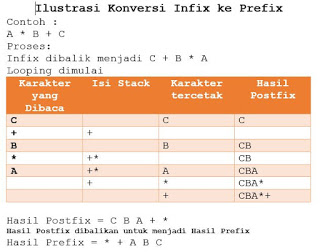 Ilustrasi Konversi Infix ke Prefix
Contoh :
A * B + C
Proses:
Infix dibalik menjadi C + B * A
Looping dimulai
Karakter yang Dibaca Isi Stack Karakter tercetak Hasil Postfix
C C C
+ +
B B CB
* +* CB
A +* A CBA
+ * CBA*
+ CBA*+
Hasil Postfix = C B A + *
Hasil Postfix dibalikan untuk menjadi Hasil Prefix
Hasil Prefix = * + A B C